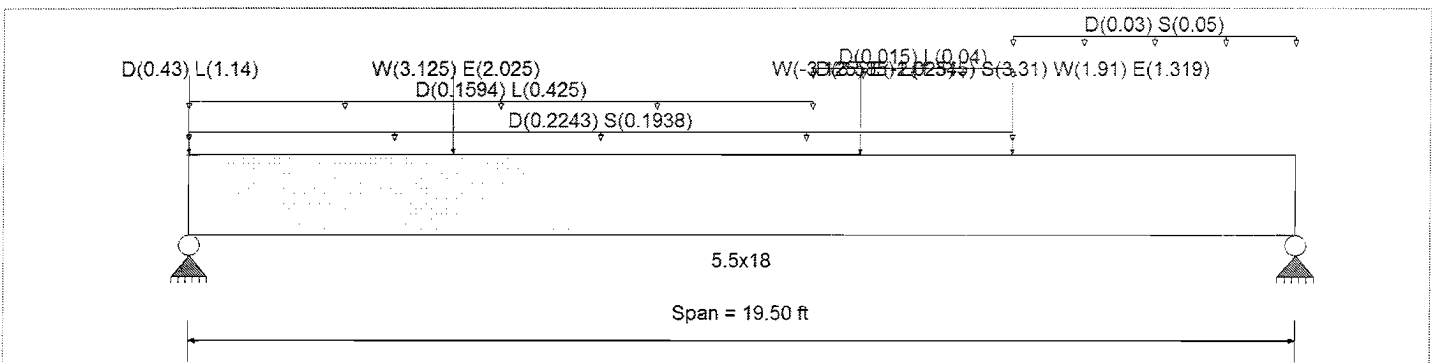 D(0.03) S(0.05)
D(0.015) L(0.04)
D(0.43) L(1.14)
W(3.125) E(2.025)
S(3.31) W(1.91) E(1.319)
D(0.1594) L(0.425)
D(0.2243) S(0.1938)
5.5x18
Span = 19.50 ft